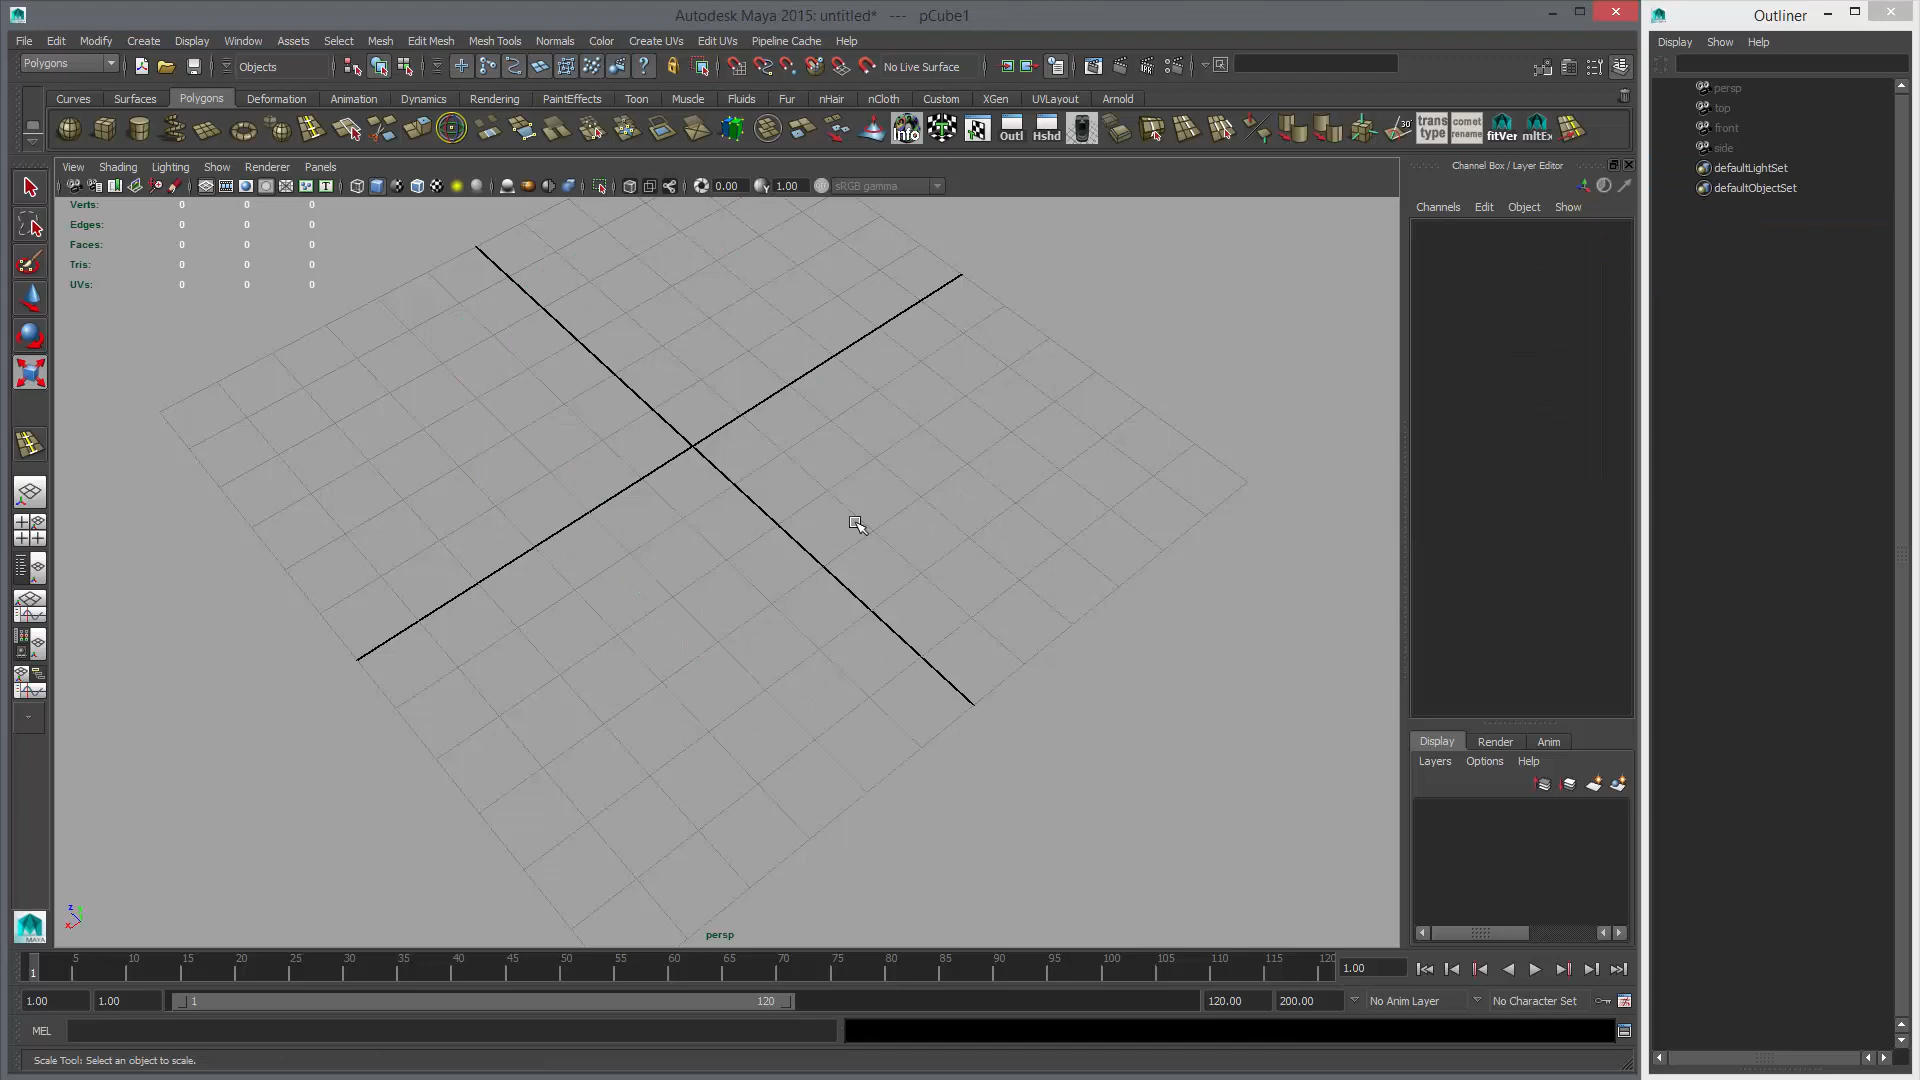 Autodesk Maya 2015: untitled* --- pCube1
Outliner
File Edit Modify Create Display Window Assets Select Mesh Edit Mesh Mesh Tools Normals Color Create UVs Edit UVs Pipeline Cache Help
Display Show Help
Polygons
Objects
No Live Surface
Curves Surfaces Polygons Deformation Animation Dynamics Rendering PaintEffects Toon Muscle Fluids Fur nHair nCloth Custom XGen UVLayout Arnold
Info Outl Hshd 30 trans type comet rename fitVer mltEx
View Shading Lighting Show Renderer Panels
0.00 1.00 sRGB gamma
Verts: 0 0 0
Edges: 0 0 0
Faces: 0 0 0
Tris: 0 0 0
UVs: 0 0 0
persp
Channel Box / Layer Editor
Channels Edit Object Show
Display Render Anim
Layers Options Help
persp
top
front
side
defaultLightSet
defaultObjectSet
z
x
MAYA
1 5 10 15 20 25 30 35 40 45 50 55 60 65 70 75 80 85 90 95 100 105 110 115 120
1.00
1.00 1.00 1 120 120.00 200.00 No Anim Layer No Character Set
MEL
Scale Tool: Select an object to scale.